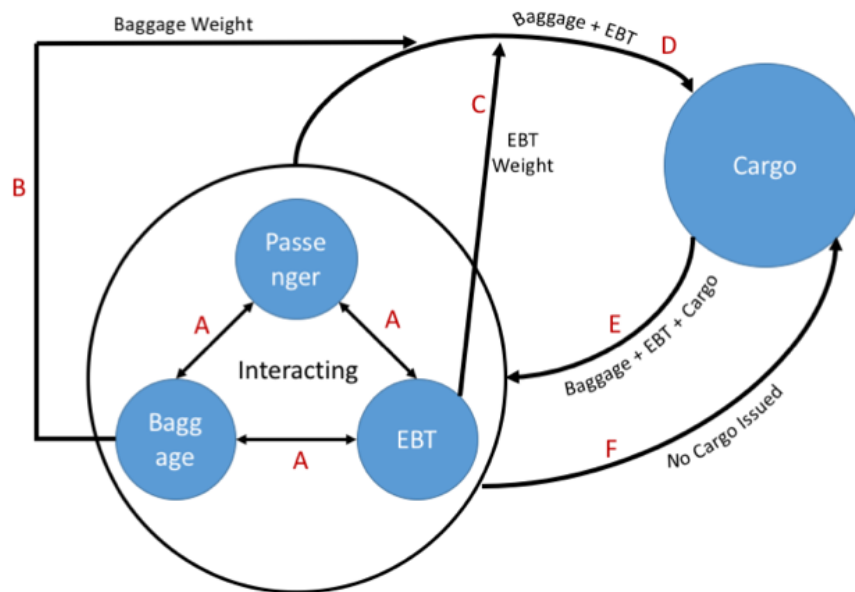 Baggage Weight
Baggage + EBT
D
C
EBT
Weight
B
Cargo
Passe
nger
A
A
Interacting
E
Baggage + EBT + Cargo
Bagg
age
EBT
A
F
No Cargo Issued